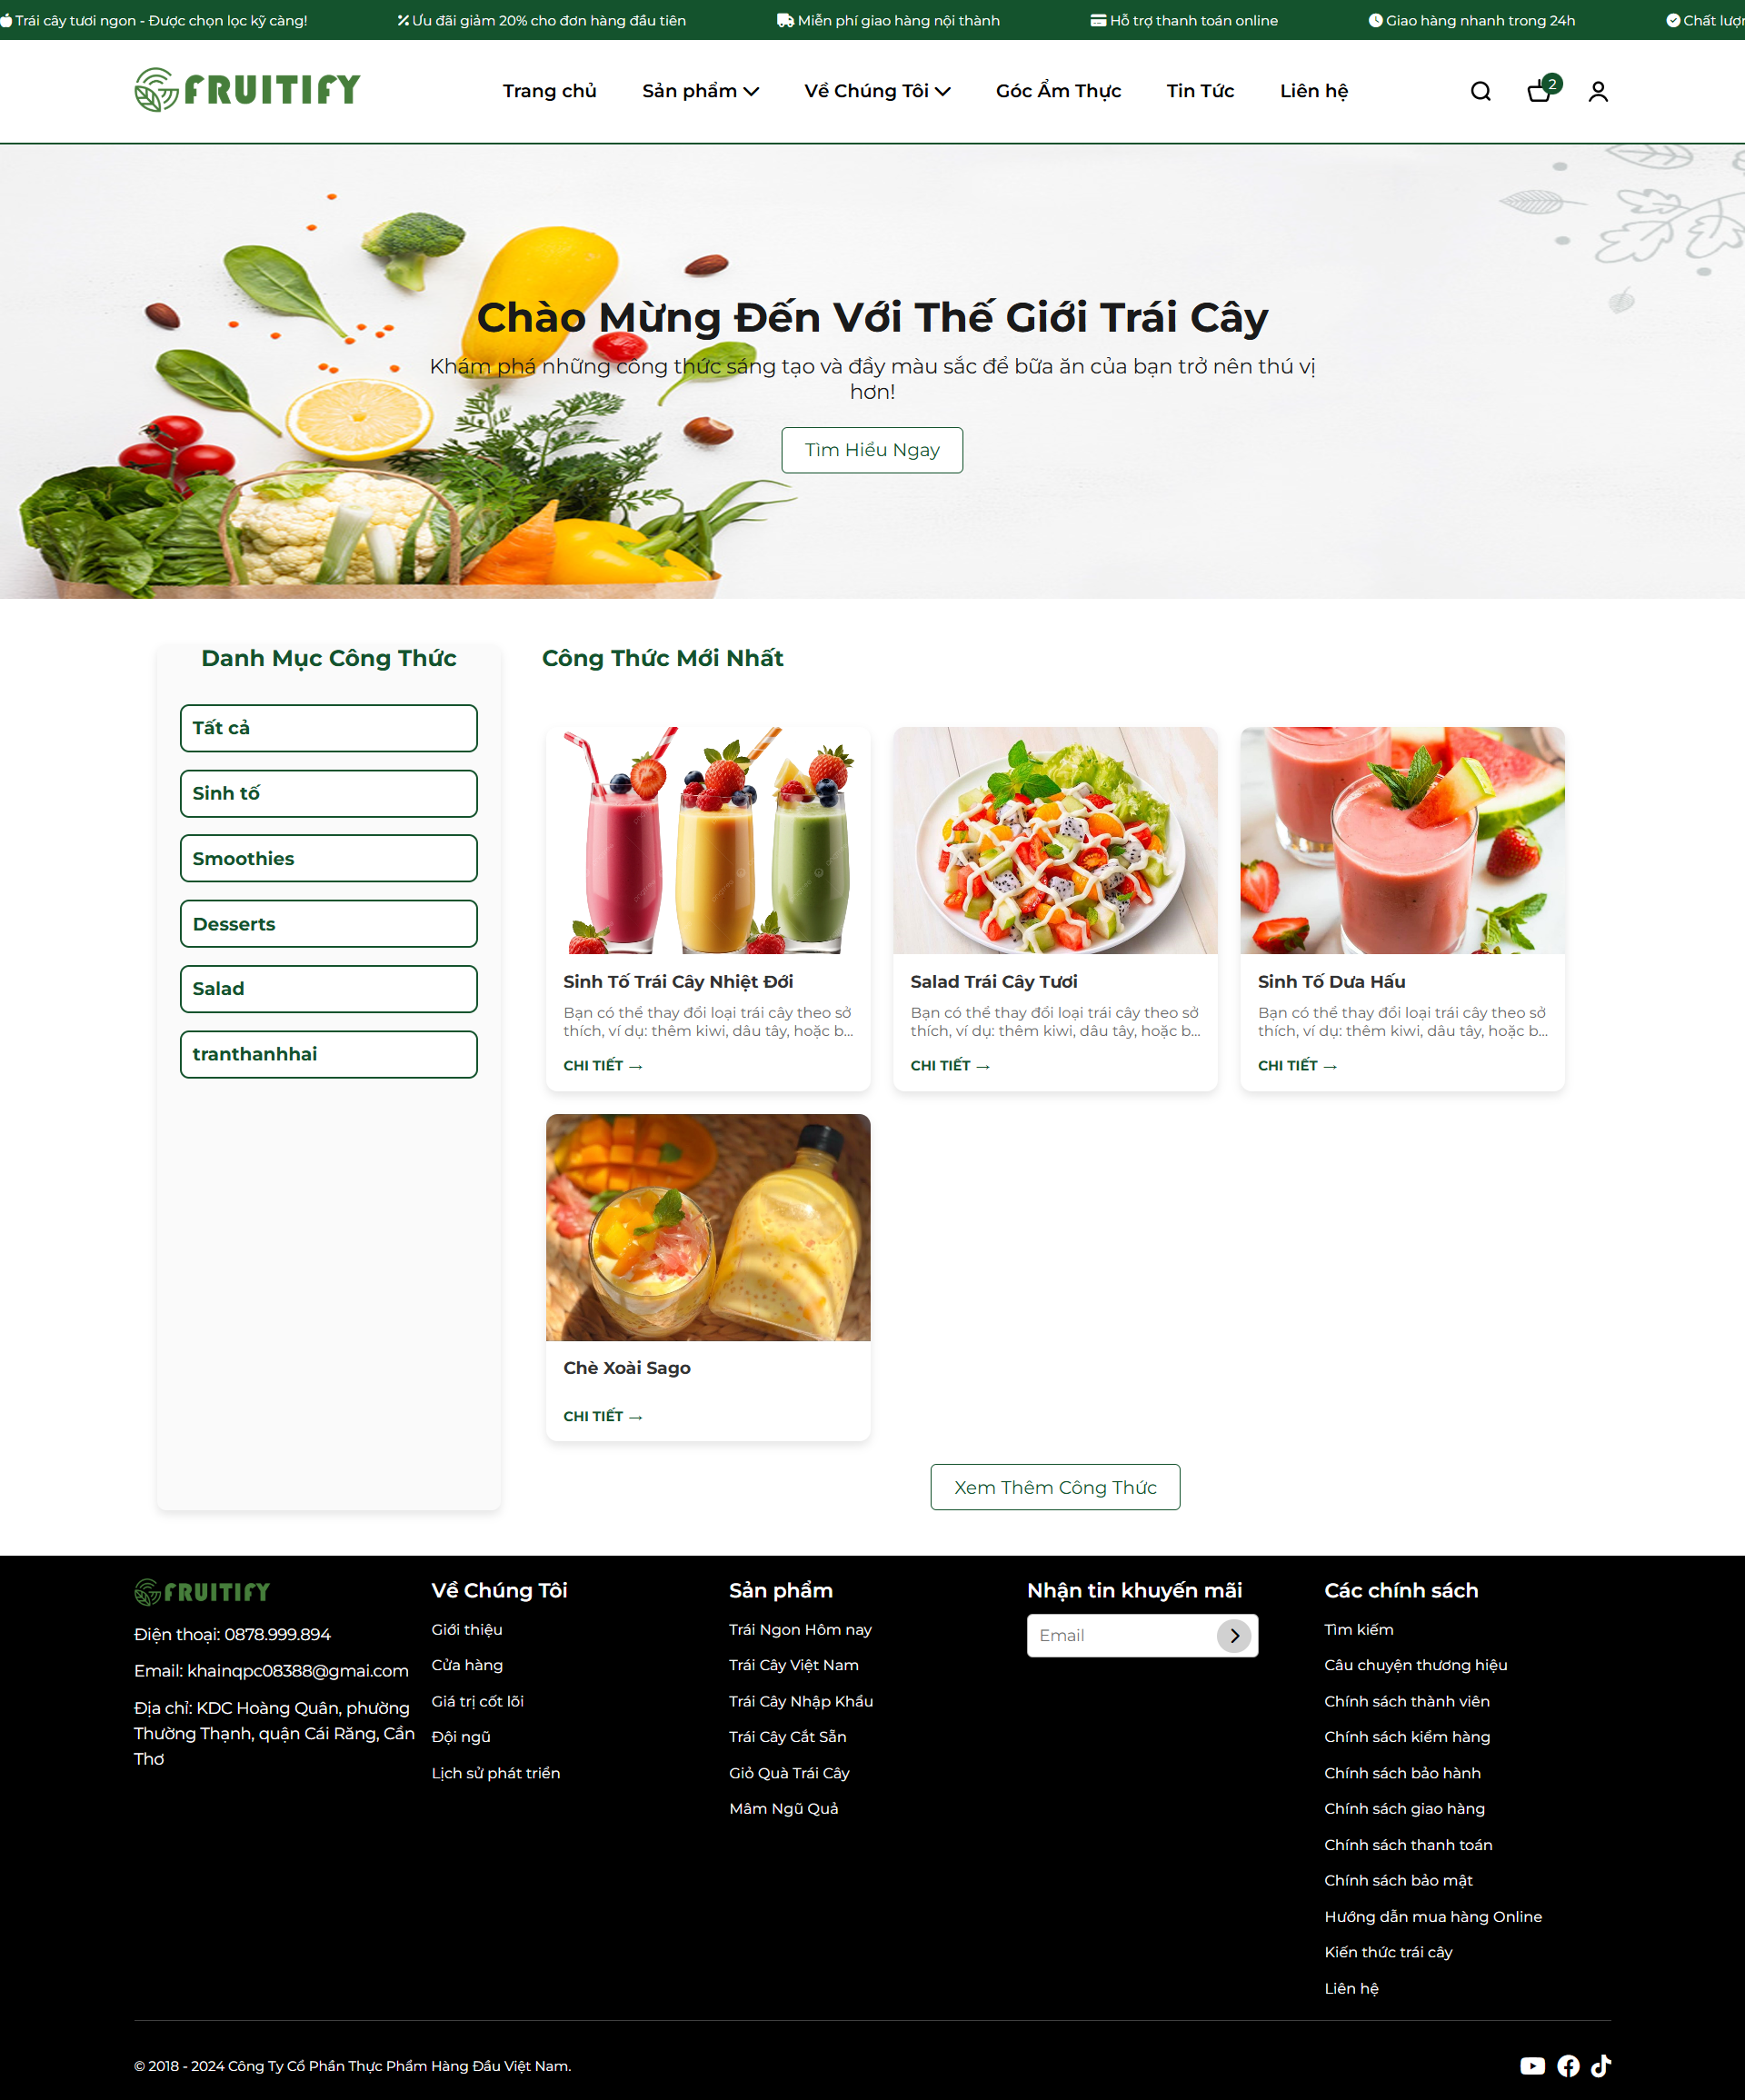 Trái cây tươi ngon - Được chọn lọc kỹ càng! Ưu đãi giảm 20% cho đơn hàng đầu tiên Miễn phí giao hàng nội thành Hỗ trợ thanh toán online Giao hàng nhanh trong 24h Chất
FRUITIFY Trang chủ Sản phẩm Về Chúng Tôi Góc Ẩm Thực Tin Tức Liên hệ 2
Chào Mừng Đến Với Thế Giới Trái Cây
Khám phá những công thức sáng tạo và đầy màu sắc để bữa ăn của bạn trở nên thú vị
hơn!
Tìm Hiểu Ngay
Danh Mục Công Thức
Tất cả
Sinh tố
Smoothies
Desserts
Salad
tranthanhhai
Công Thức Mới Nhất
Sinh Tố Trái Cây Nhiệt Đới
Bạn có thể thay đổi loại trái cây theo sở
thích, ví dụ: thêm kiwi, dâu tây, hoặc b...
CHI TIẾT →
Salad Trái Cây Tươi
Bạn có thể thay đổi loại trái cây theo sở
thích, ví dụ: thêm kiwi, dâu tây, hoặc b...
CHI TIẾT →
Sinh Tố Dưa Hấu
Bạn có thể thay đổi loại trái cây theo sở
thích, ví dụ: thêm kiwi, dâu tây, hoặc b...
CHI TIẾT →
Chè Xoài Sago
CHI TIẾT →
Xem Thêm Công Thức
FRUITIFY
Điện thoại: 0878.999.894
Email: khainqpc08388@gmai.com
Địa chỉ: KDC Hoàng Quân, phường
Thường Thạnh, quận Cái Răng, Cần
Thơ
Về Chúng Tôi
Giới thiệu
Cửa hàng
Giá trị cốt lõi
Đội ngũ
Lịch sử phát triển
Sản phẩm
Trái Ngon Hôm nay
Trái Cây Việt Nam
Trái Cây Nhập Khẩu
Trái Cây Cắt Sẵn
Giỏ Quà Trái Cây
Mâm Ngũ Quả
Nhận tin khuyến mãi
Email
Các chính sách
Tìm kiếm
Câu chuyện thương hiệu
Chính sách thành viên
Chính sách kiểm hàng
Chính sách bảo hành
Chính sách giao hàng
Chính sách thanh toán
Chính sách bảo mật
Hướng dẫn mua hàng Online
Kiến thức trái cây
Liên hệ
© 2018 - 2024 Công Ty Cổ Phần Thực Phẩm Hàng Đầu Việt Nam.